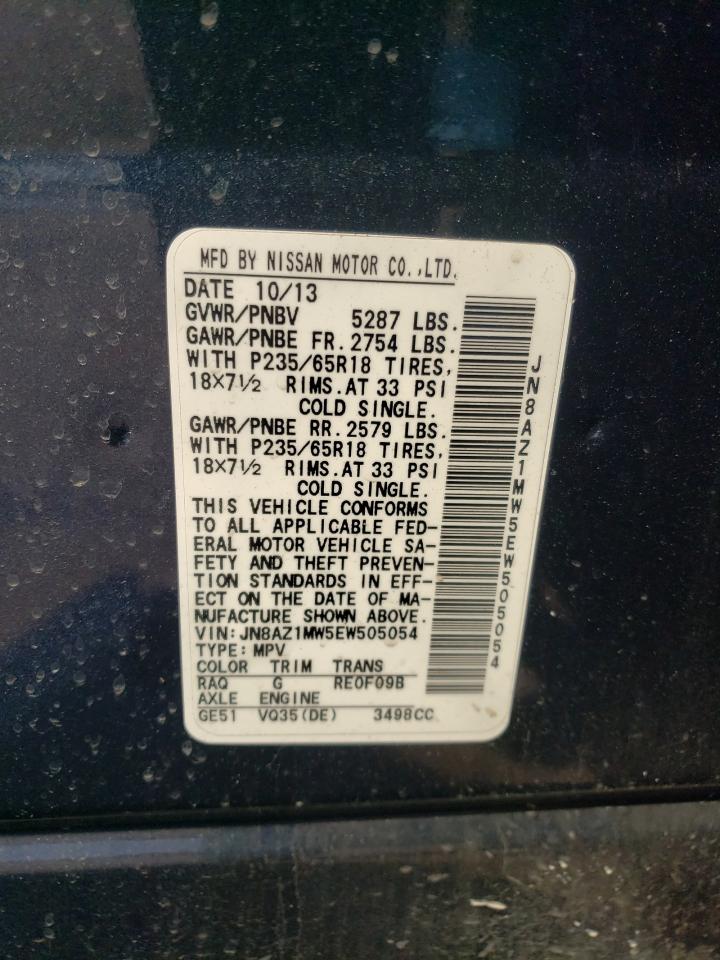 MFD BY NISSAN MOTOR CO.,LTD.
DATE 10/13
GVWR/PNBV 5287 LBS.
GAWR/PNBE FR. 2754 LBS.
WITH P235/65R18 TIRES,
18×7½ RIMS. AT 33 PSI
COLD SINGLE.
GAWR/PNBE RR. 2579 LBS.
WITH P235/65R18 TIRES,
18×7½ RIMS. AT 33 PSI
COLD SINGLE.
THIS VEHICLE CONFORMS
TO ALL APPLICABLE FED-
ERAL MOTOR VEHICLE SA-
FETY AND THEFT PREVEN-
TION STANDARDS IN EFF-
ECT ON THE DATE OF MA-
NUFACTURE SHOWN ABOVE.
VIN: JN8AZ1MW5EW505054
TYPE: MPV
COLOR TRIM TRANS
RAQ G RE0F09B
AXLE ENGINE
GE51 VQ35(DE) 3498CC
JN8AZ1MW5EW505054